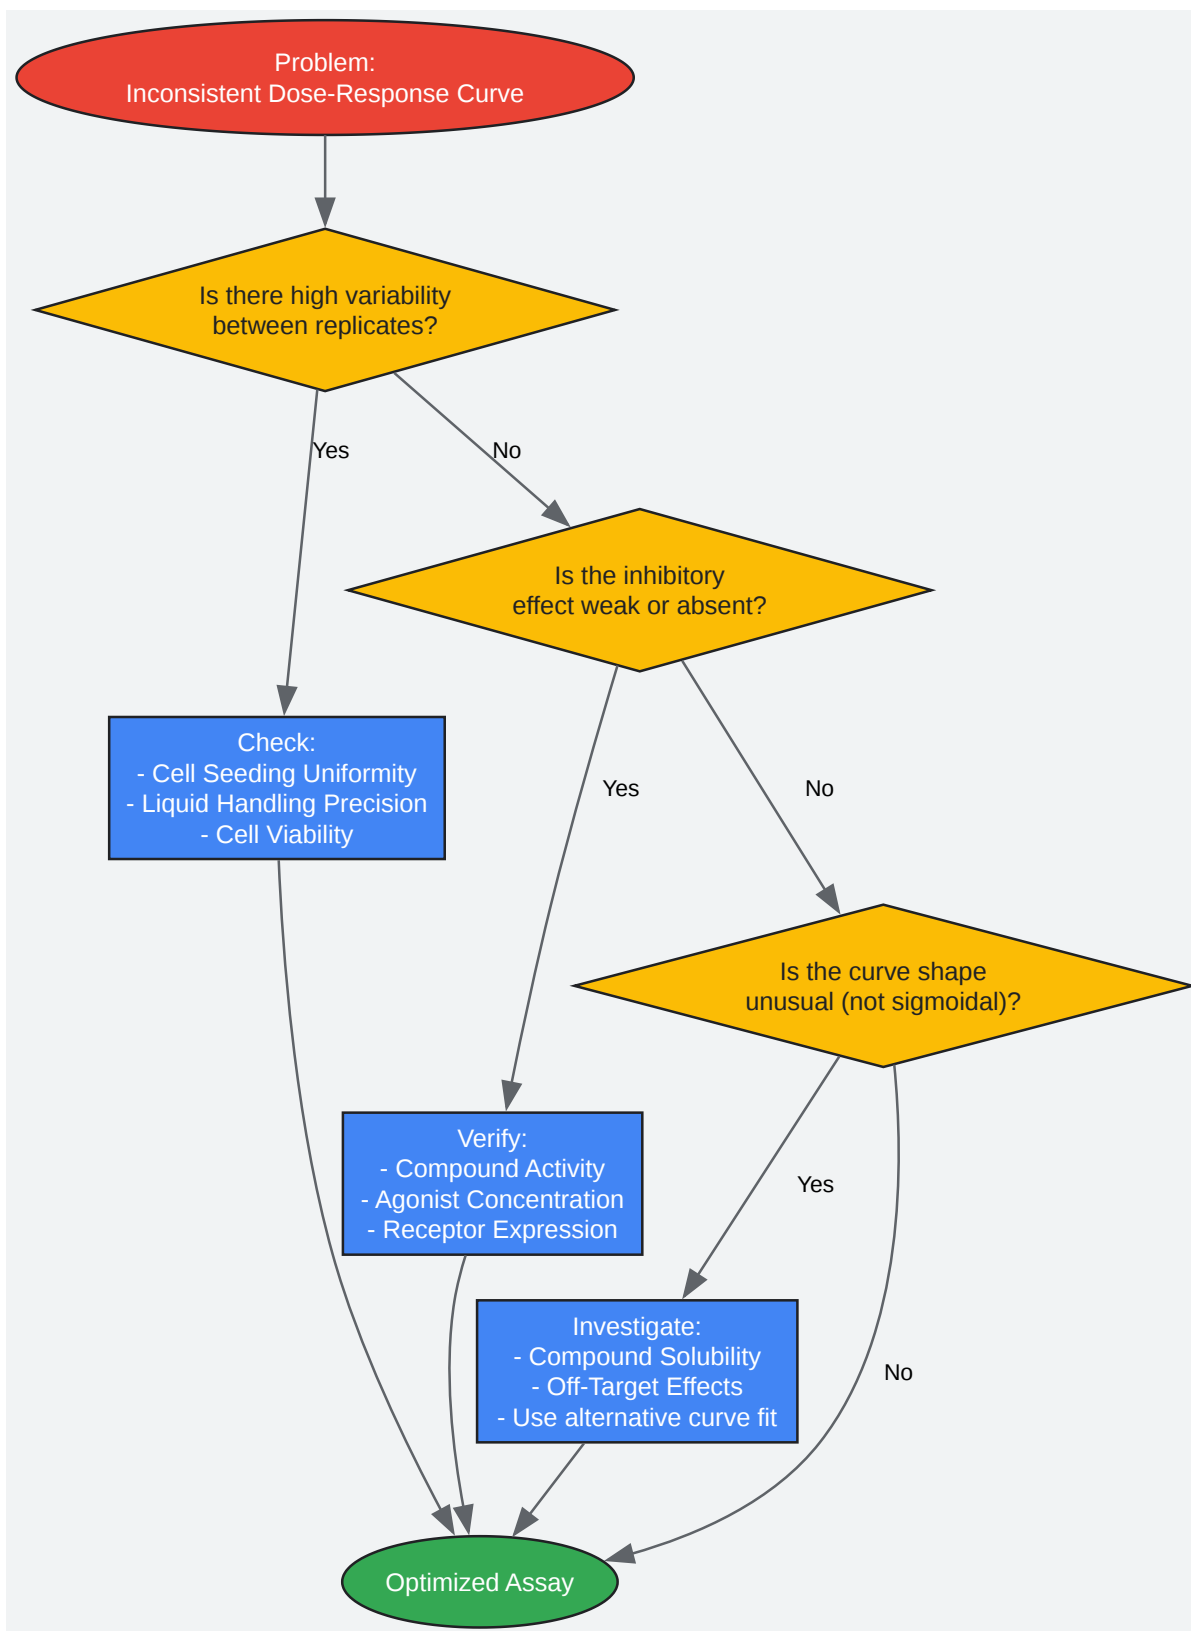 Problem:
Inconsistent Dose-Response Curve
Is there high variability
between replicates?
Yes
No
Is the inhibitory
effect weak or absent?
Check:
- Cell Seeding Uniformity
- Liquid Handling Precision
- Cell Viability
Yes
No
Is the curve shape
unusual (not sigmoidal)?
Verify:
- Compound Activity
- Agonist Concentration
- Receptor Expression
Yes
Investigate:
- Compound Solubility
- Off-Target Effects
- Use alternative curve fit
No
Optimized Assay